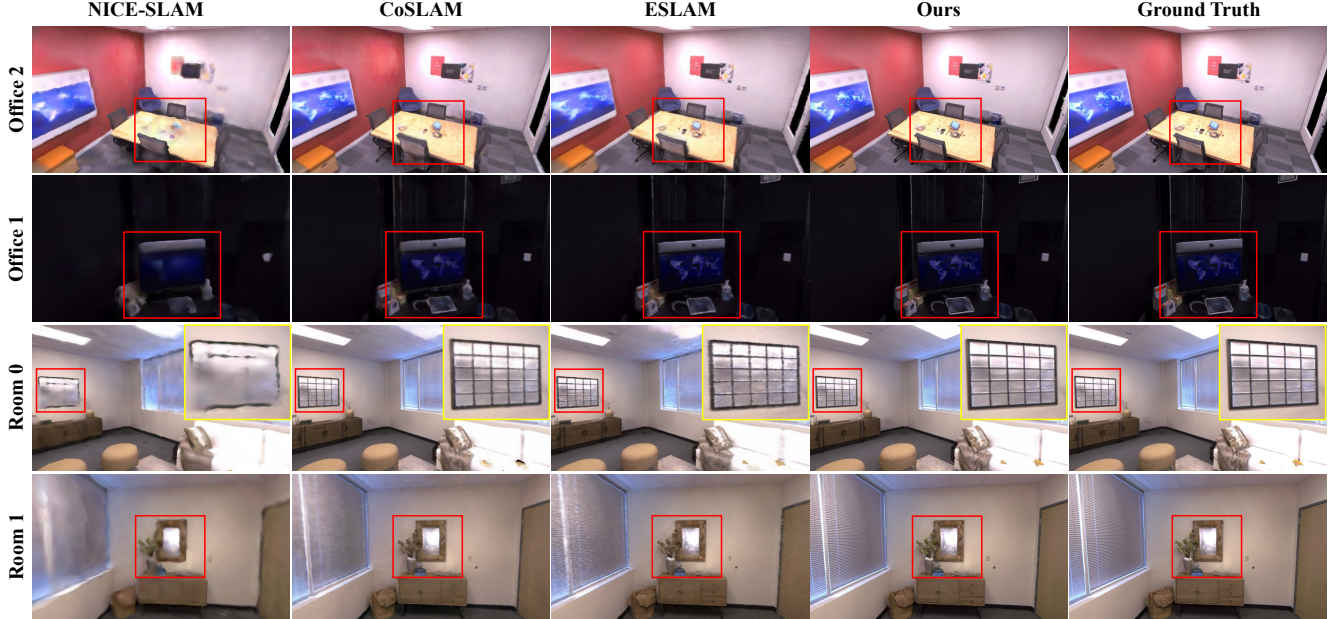 NICE-SLAM CoSLAM ESLAM Ours Ground Truth
Office 2
Office 1
Room 0
Room 1